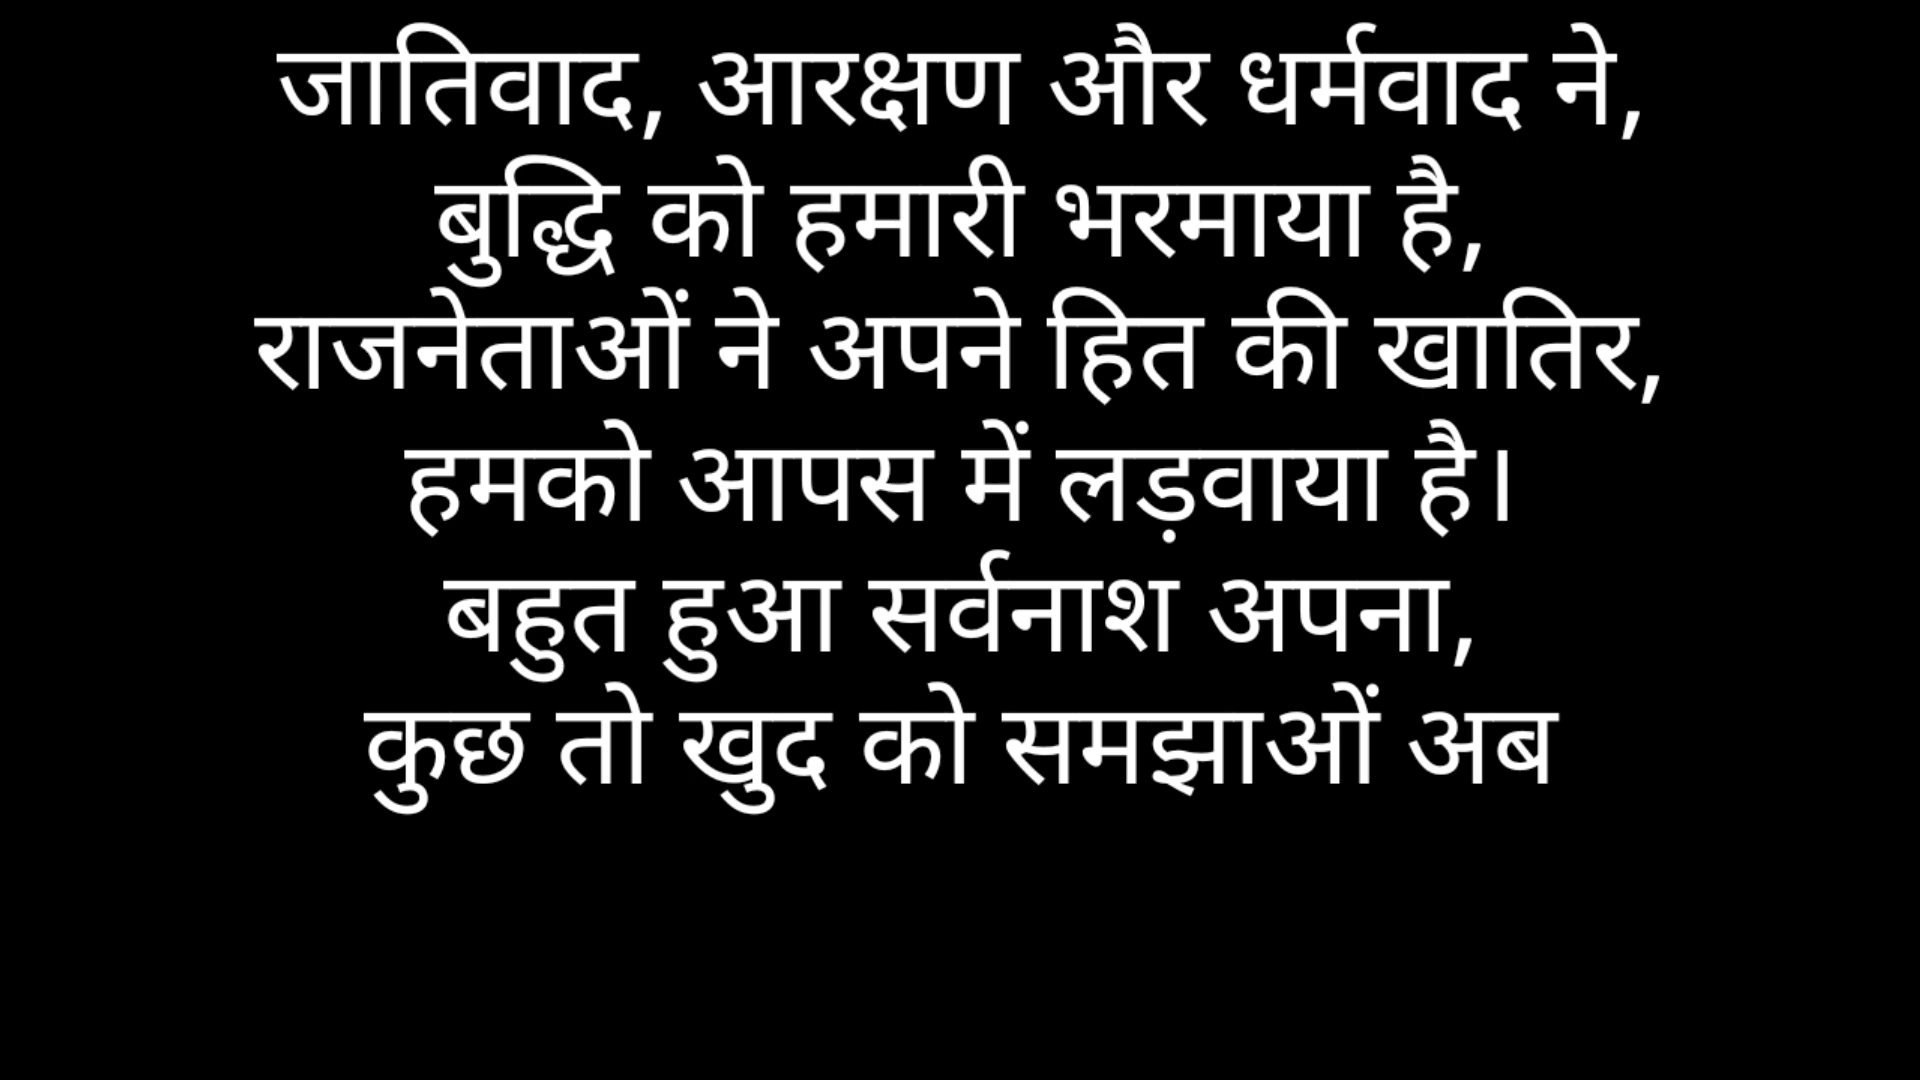 जातिवाद, आरक्षण और धर्मवाद ने,
बुद्धि को हमारी भरमाया है,
राजनेताओं ने अपने हित की खातिर,
हमको आपस में लड़वाया है।
बहुत हुआ सर्वनाश अपना,
कुछ तो खुद को समझाओं अब